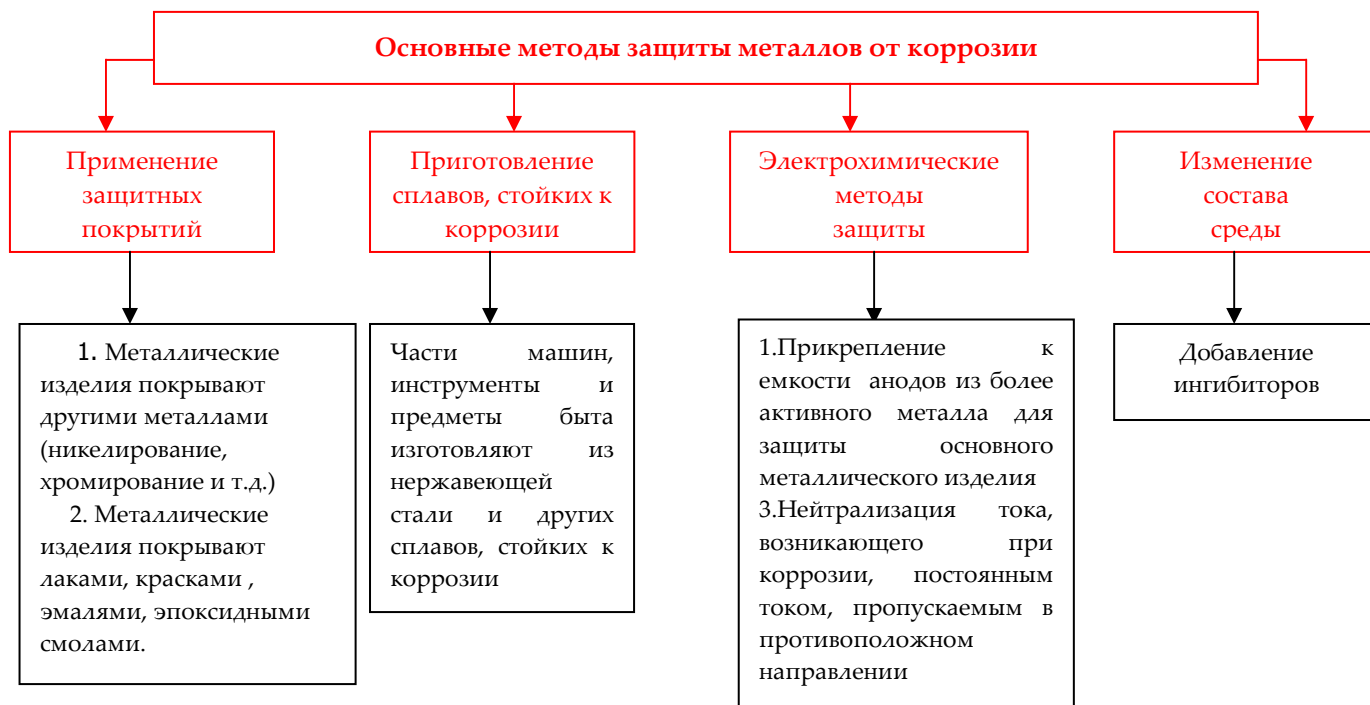 Основные методы защиты металлов от коррозии
Применение
защитных
покрытий
Приготовление
сплавов, стойких к
коррозии
Электрохимические
методы
защиты
Изменение
состава
среды
1. Металлические
изделия покрывают
другими металлами
(никелирование,
хромирование и т.д.)
2. Металлические
изделия покрывают
лаками, красками ,
эмалями, эпоксидными
смолами.
Части машин,
инструменты и
предметы быта
изготовляют из
нержавеющей
стали и других
сплавов, стойких к
коррозии
1.Прикрепление к
емкости анодов из более
активного металла для
защиты основного
металлического изделия
3.Нейтрализация тока,
возникающего при
коррозии, постоянным
током, пропускаемым в
противоположном
направлении
Добавление
ингибиторов